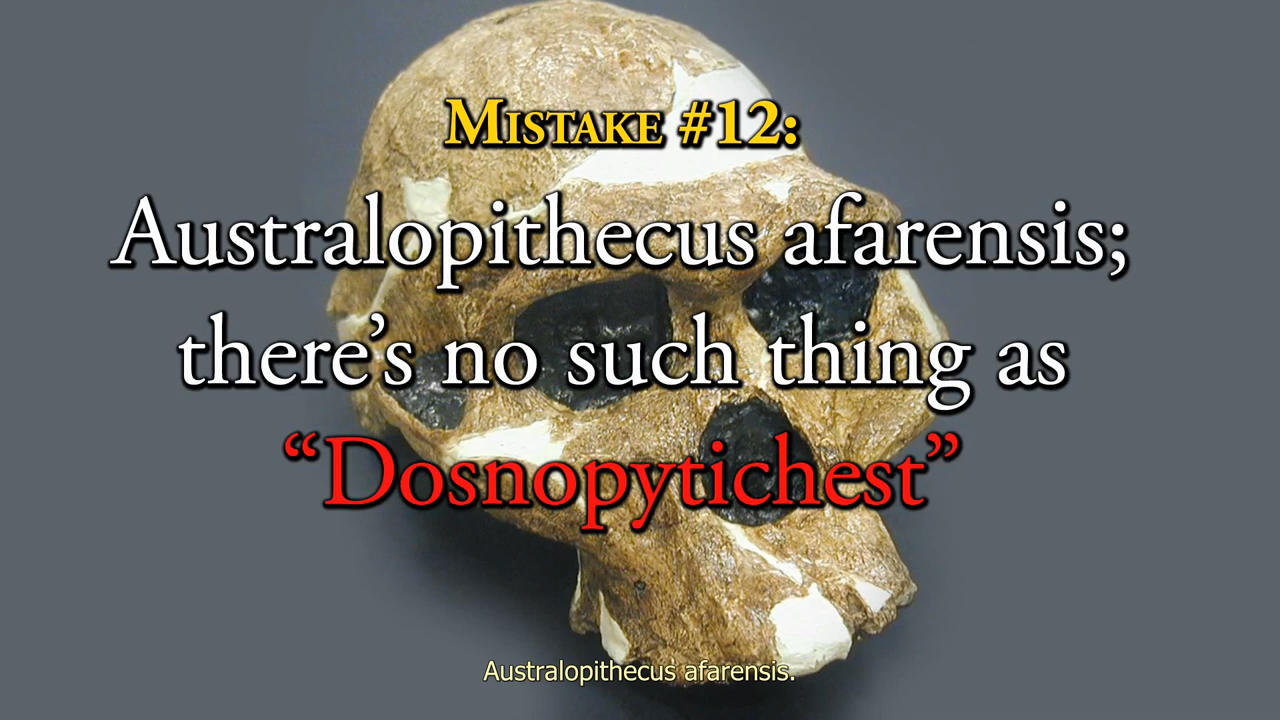 Mistake #12:
Australopithecus afarensis;
there's no such thing as
“Dosnopytichest”
Australopithecus afarensis.